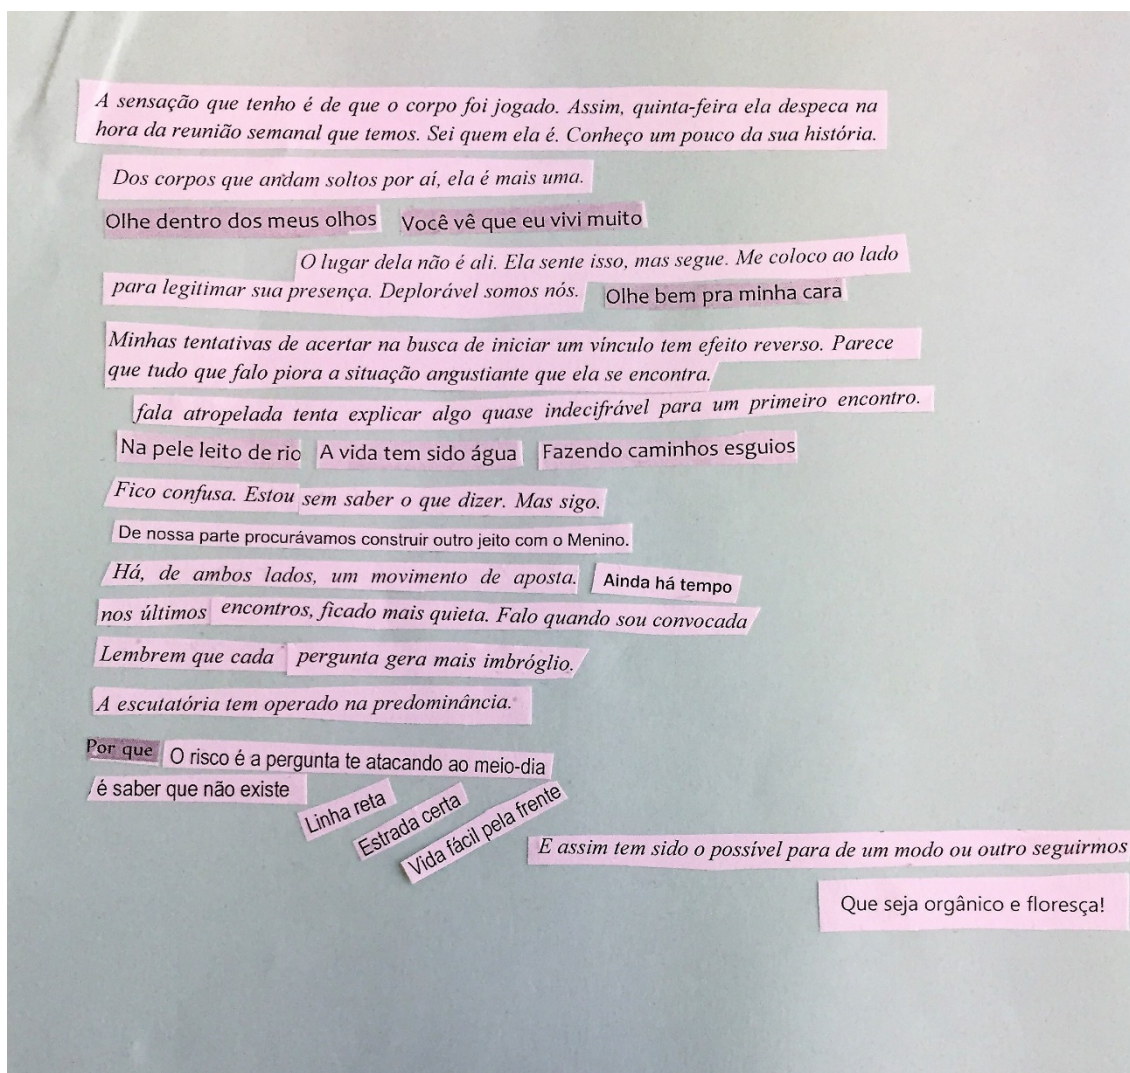 A sensação que tenho é de que o corpo foi jogado. Assim, quinta-feira ela despeca na
hora da reunião semanal que temos. Sei quem ela é. Conheço um pouco da sua história.
Dos corpos que andam soltos por aí, ela é mais uma.
Olhe dentro dos meus olhos Você vê que eu vivi muito
O lugar dela não é ali. Ela sente isso, mas segue. Me coloco ao lado
para legitimar sua presença. Deplorável somos nós. Olhe bem pra minha cara
Minhas tentativas de acertar na busca de iniciar um vínculo tem efeito reverso. Parece
que tudo que falo piora a situação angustiante que ela se encontra.
fala atropelada tenta explicar algo quase indecifrável para um primeiro encontro.
Na pele leito de rio A vida tem sido água Fazendo caminhos esguios
Fico confusa. Estou sem saber o que dizer. Mas sigo.
De nossa parte procurávamos construir outro jeito com o Menino.
Há, de ambos lados, um movimento de aposta. Ainda há tempo
nos últimos encontros, ficado mais quieta. Falo quando sou convocada
Lembrem que cada pergunta gera mais imbróglio.
A escutatória tem operado na predominância.
Por que O risco é a pergunta te atacando ao meio-dia
é saber que não existe
Linha reta
Estrada certa
Vida fácil pela frente
E assim tem sido o possível para de um modo ou outro seguirmos
Que seja orgânico e floresça!